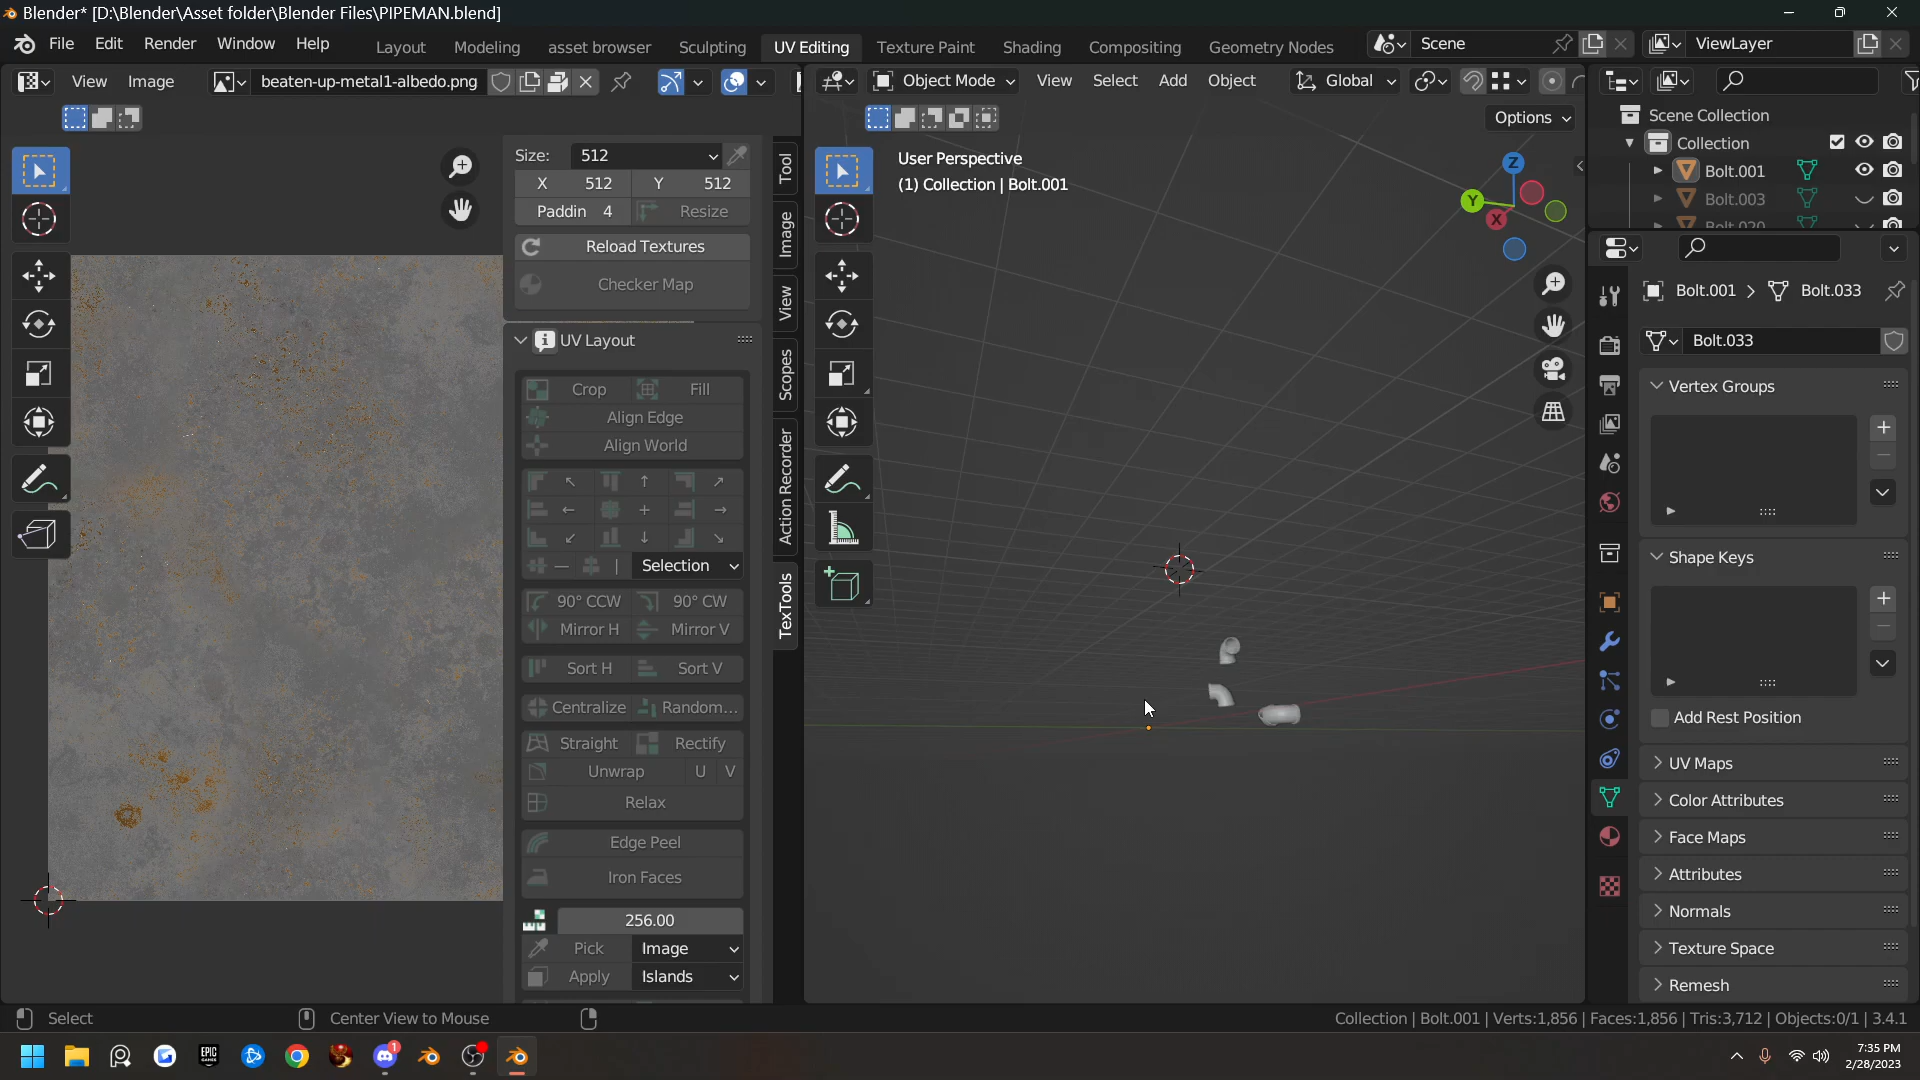 Blender* [D:\Blender\Asset folder\Blender Files\PIPEMAN.blend]
File Edit Render Window Help Layout Modeling asset browser Sculpting UV Editing Texture Paint Shading Compositing Geometry Nodes Scene ViewLayer
View Image beaten-up-metal1-albedo.png Object Mode View Select Add Object Global
Options
User Perspective
(1) Collection | Bolt.001
Z
Y
X
Size: 512
X 512 Y 512
Paddin 4 Resize
Reload Textures
Checker Map
UV Layout
Crop Fill
Align Edge
Align World
Selection
90° CCW 90° CW
Mirror H Mirror V
Sort H Sort V
Centralize Random...
Straight Rectify
Unwrap U V
Relax
Edge Peel
Iron Faces
256.00
Pick Image
Apply Islands
Tool
Image
View
Scopes
Action Recorder
TexTools
Scene Collection
Collection
Bolt.001
Bolt.003
Bolt.020
Bolt.001 > Bolt.033
Bolt.033
Vertex Groups
Shape Keys
Add Rest Position
UV Maps
Color Attributes
Face Maps
Attributes
Normals
Texture Space
Remesh
Select Center View to Mouse Collection | Bolt.001 | Verts:1,856 | Faces:1,856 | Tris:3,712 | Objects:0/1 | 3.4.1
EPIC
GAMES
1
7:35 PM
2/28/2023